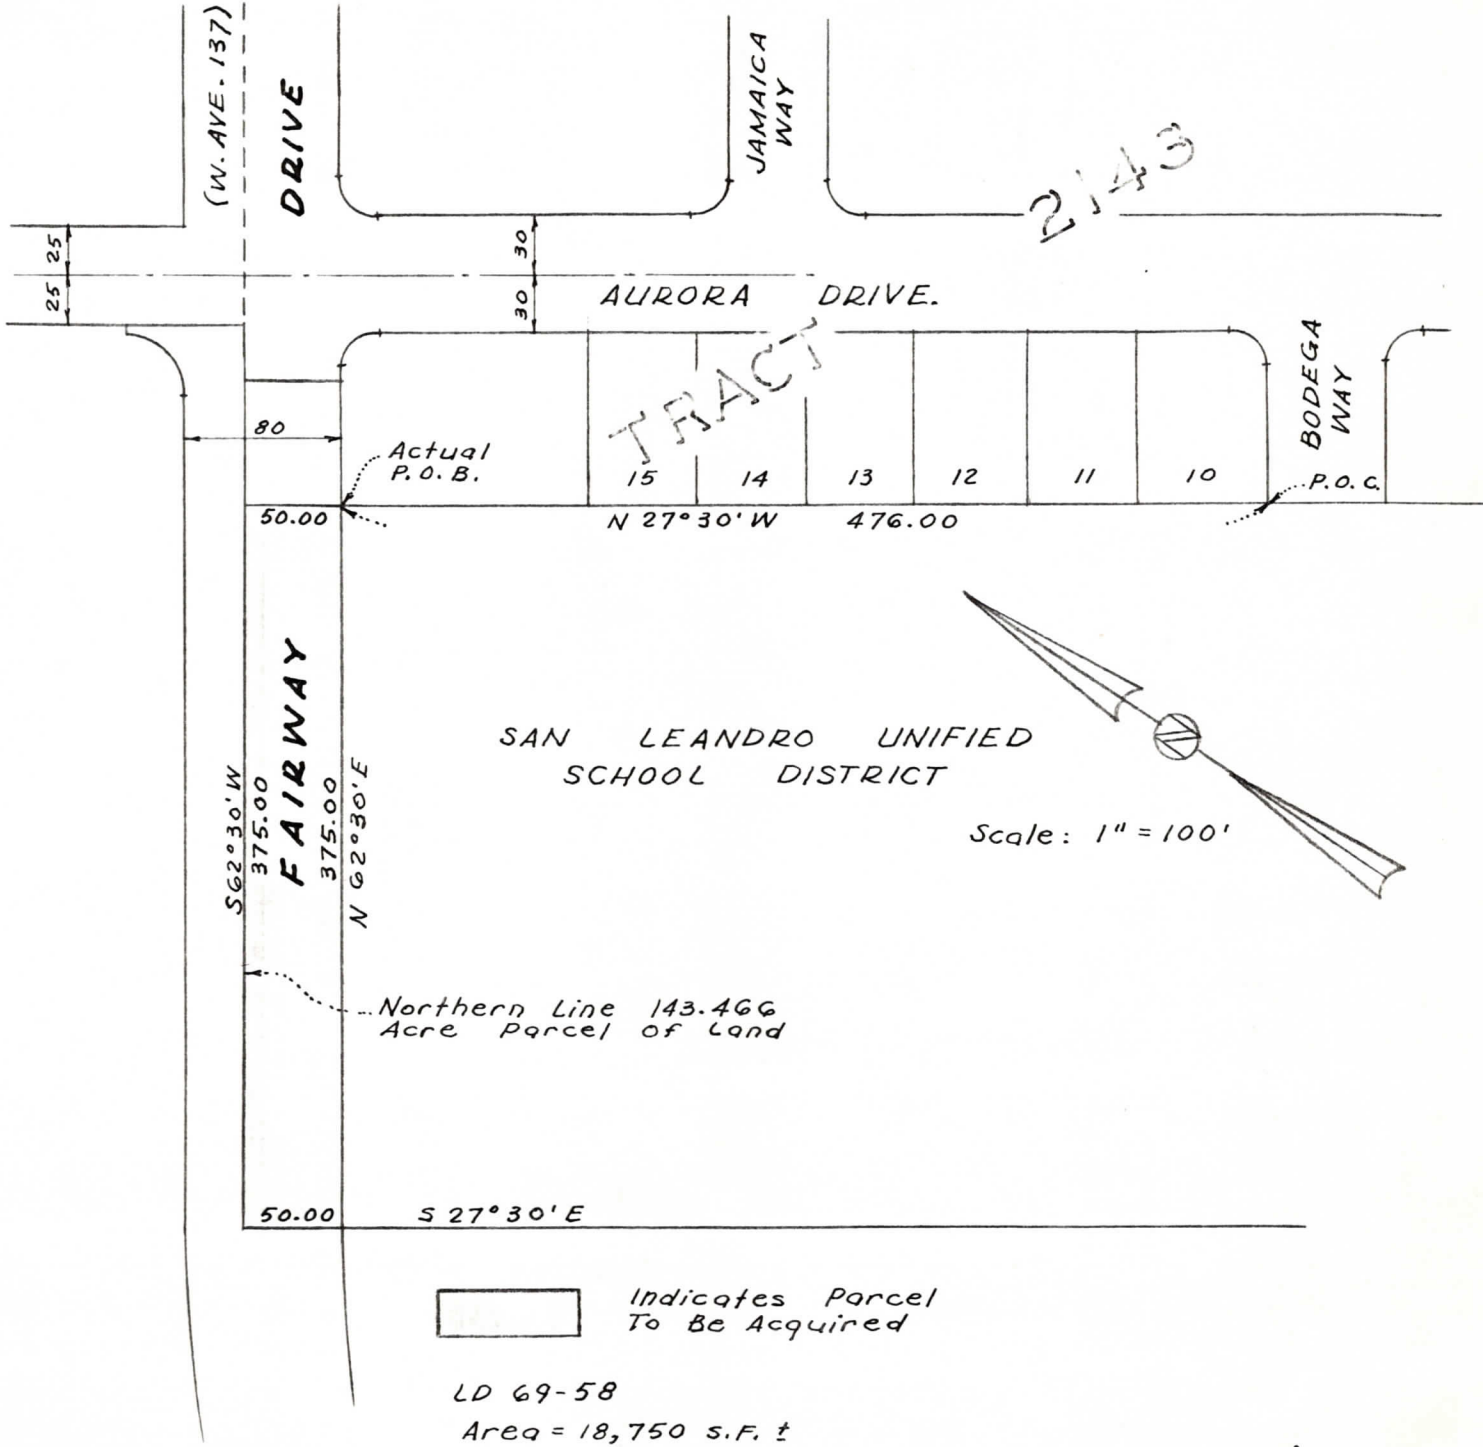 (W. AVE. 137)
DRIVE
JAMAICA
WAY
2143
25
25
30
30
AURORA DRIVE.
TRACT
BODEGA
WAY
80
Actual
P.O.B.
15 14 13 12 11 10
P.O.C.
50.00
N 27°30' W 476.00
FAIRWAY
S62°30' W
375.00
375.00
N 62°30' E
SAN LEANDRO UNIFIED
SCHOOL DISTRICT
Scale: 1" = 100'
Northern Line 143.466
Acre Parcel of Land
50.00
S 27°30' E
Indicates Parcel
To Be Acquired
LD 69-58
Area = 18,750 S.F. ±